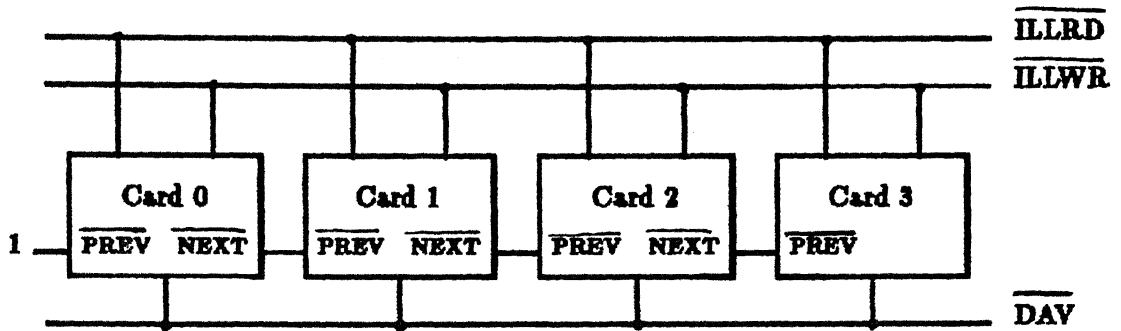 ILLRD
ILLWR
Card 0 Card 1 Card 2 Card 3
1 PREV NEXT PREV NEXT PREV NEXT PREV
DAV